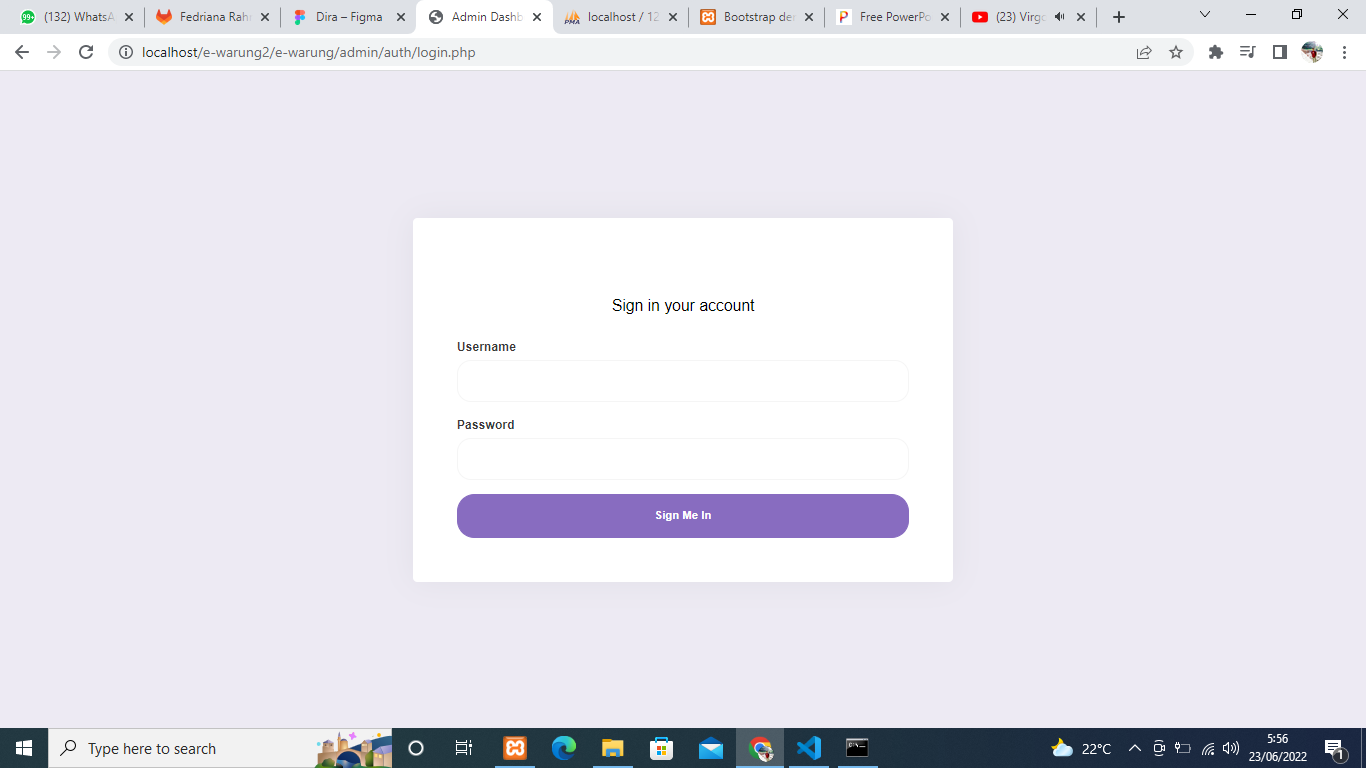 (132) WhatsA
Fedriana Rah
Dira – Figma
Admin Dashb
localhost / 12
Bootstrap de
Free PowerPo
(23) Virgo
localhost/e-warung2/e-warung/admin/auth/login.php
Sign in your account
Username
Password
Sign Me In
Type here to search
22°C
5:56
23/06/2022
1